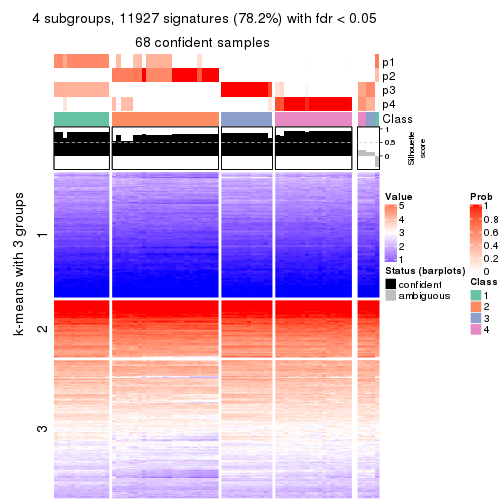 4 subgroups, 11927 signatures (78.2%) with fdr < 0.05
68 confident samples
p1
p2
p3
p4
Class
1
0.5
0
Silhouette
score
k-means with 3 groups
1
2
3
Value
5
4
3
2
1
Status (barplots)
confident
ambiguous
Prob
1
0.8
0.6
0.4
0.2
0
Class
1
2
3
4